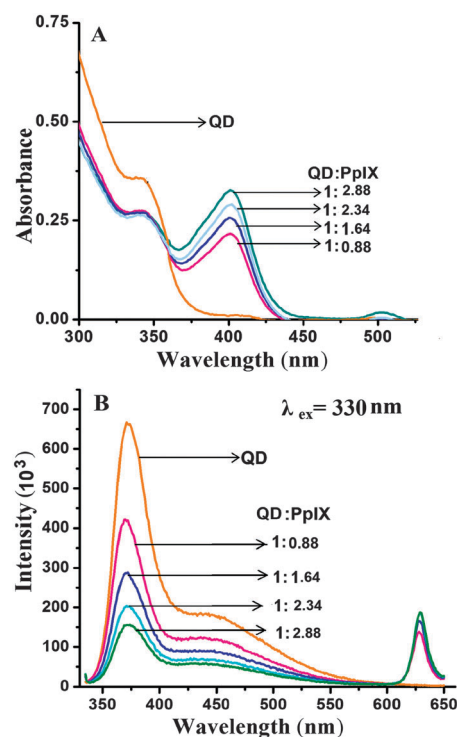 A
0.75
0.50
0.25
0.00
Absorbance
QD
QD:PpIX
1: 2.88
1: 2.34
1: 1.64
1: 0.88
300 350 400 450 500
Wavelength (nm)
B
λ ex = 330 nm
700
600
500
400
300
200
100
0
Intensity (10³)
QD
QD:PpIX
1: 0.88
1: 1.64
1: 2.34
1: 2.88
350 400 450 500 550 600 650
Wavelength (nm)